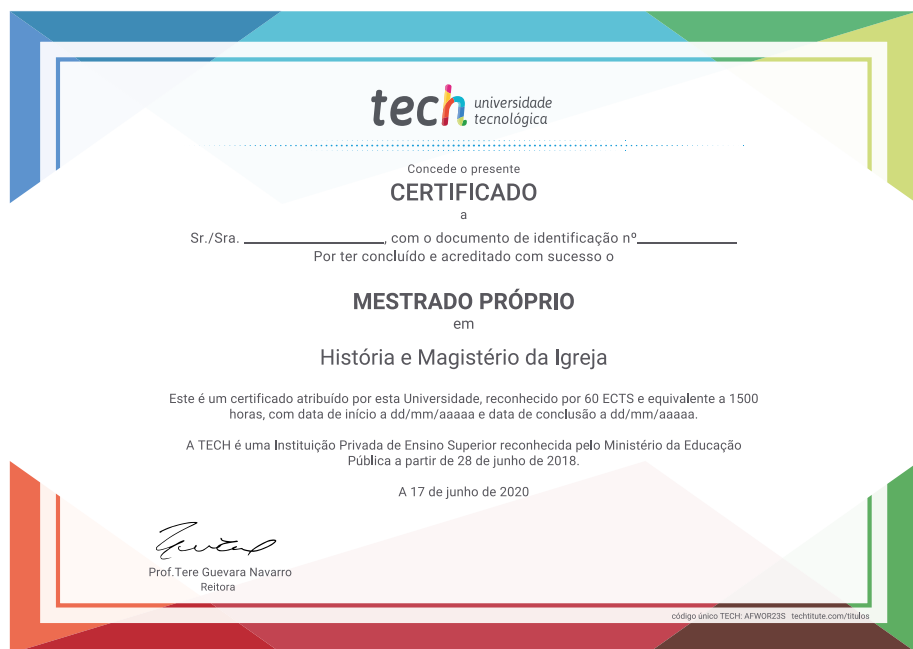 tech universidade
tecnológica
Concede o presente
CERTIFICADO
a
Sr./Sra. ________________, com o documento de identificação nº____________
Por ter concluído e acreditado com sucesso o
MESTRADO PRÓPRIO
em
História e Magistério da Igreja
Este é um certificado atribuído por esta Universidade, reconhecido por 60 ECTS e equivalente a 1500
horas, com data de início a dd/mm/aaaaa e data de conclusão a dd/mm/aaaaa.
A TECH é uma Instituição Privada de Ensino Superior reconhecida pelo Ministério da Educação
Pública a partir de 28 de junho de 2018.
A 17 de junho de 2020
Prof.Tere Guevara Navarro
Reitora
código único TECH: AFWOR23S techtitute.com/titulos